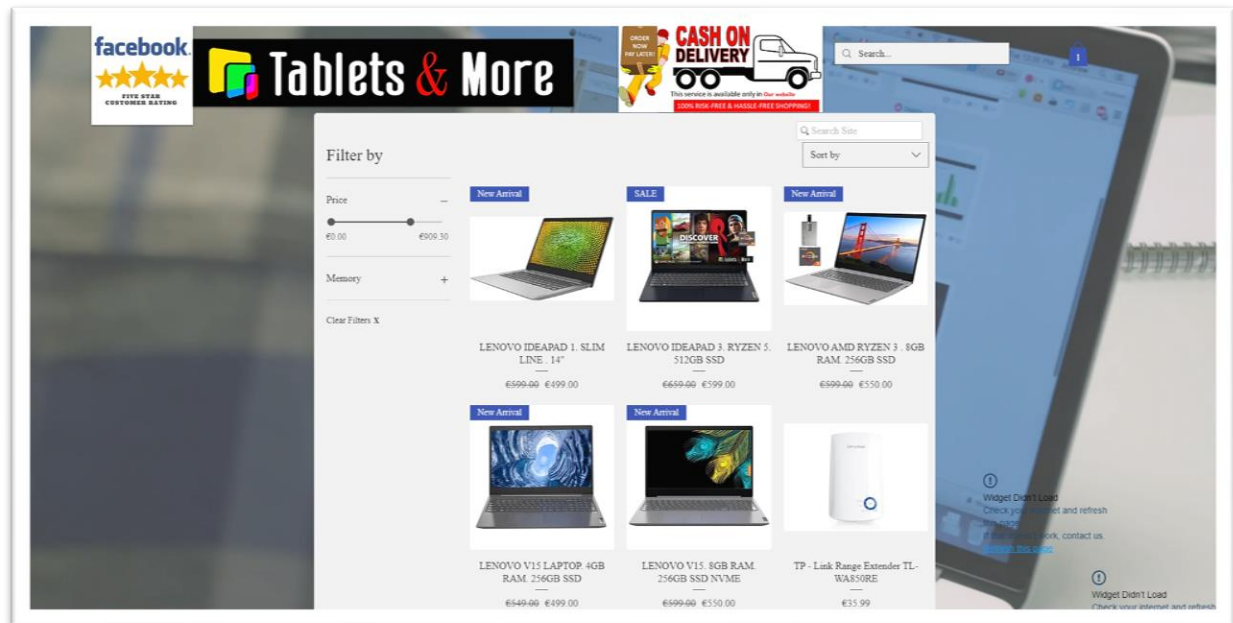 facebook
FIVE STAR
CUSTOMER RATING
Tablets & More
ORDER
NOW
PAY LATER!
CASH ON
DELIVERY
This service is available only in Our website
100% RISK-FREE & HASSLE-FREE SHOPPING!
Search...
1
Search Site
Sort by
Filter by
Price
€0.00 €909.30
Memory
Clear Filters X
New Arrival
SALE
New Arrival
DISCOVER
LENOVO IDEAPAD 1. SLIM
LINE . 14"
€599.00 €499.00
LENOVO IDEAPAD 3. RYZEN 5.
512GB SSD
€659.00 €599.00
LENOVO AMD RYZEN 3 . 8GB
RAM. 256GB SSD
€599.00 €550.00
New Arrival
New Arrival
LENOVO V15 LAPTOP. 4GB
RAM. 256GB SSD
€549.00 €499.00
LENOVO V15. 8GB RAM.
256GB SSD NVME
€599.00 €550.00
TP - Link Range Extender TL-
WA850RE
€35.99
Widget Didn't Load
Check your internet and refresh
this page.
If that doesn't work, contact us.
Refresh this page
Widget Didn't Load
Check your internet and refresh